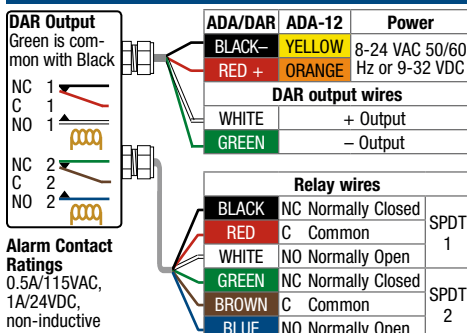 DAR Output
Green is com-
mon with Black
NC 1
C 1
NO 1
NC 2
C 2
NO 2
Alarm Contact
Ratings
0.5A/115VAC,
1A/24VDC,
non-inductive
ADA/DAR ADA-12 Power
BLACK– YELLOW 8-24 VAC 50/60
RED + ORANGE Hz or 9-32 VDC
DAR output wires
WHITE + Output
GREEN – Output
Relay wires
BLACK NC Normally Closed
RED C Common
WHITE NO Normally Open
SPDT
1
GREEN NC Normally Closed
BROWN C Common
BLUE NO Normally Open
SPDT
2